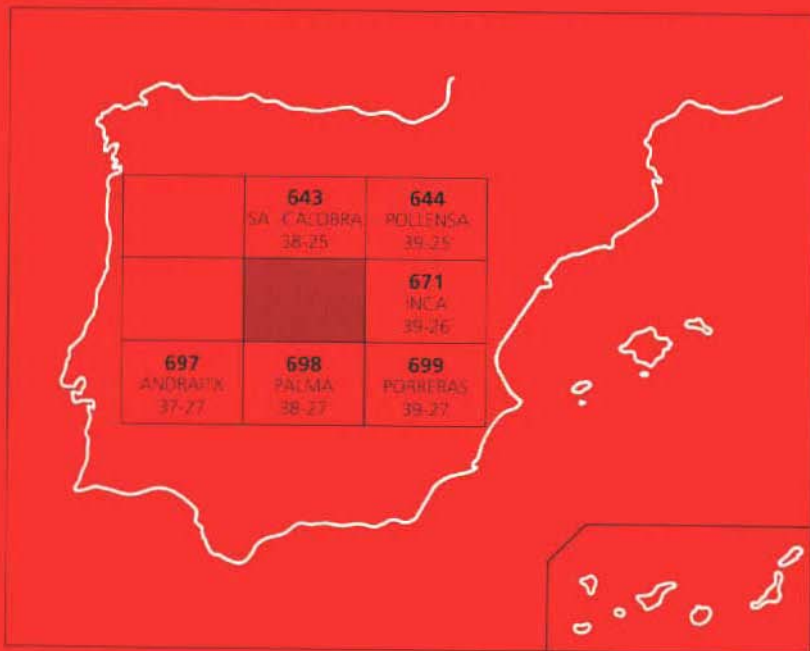 643
SA CALOBRA
38-25
644
POLLENSA
39-25
671
INCA
39-26
697
ANDRAITX
37-27
698
PALMA
38-27
699
PORRERAS
39-27